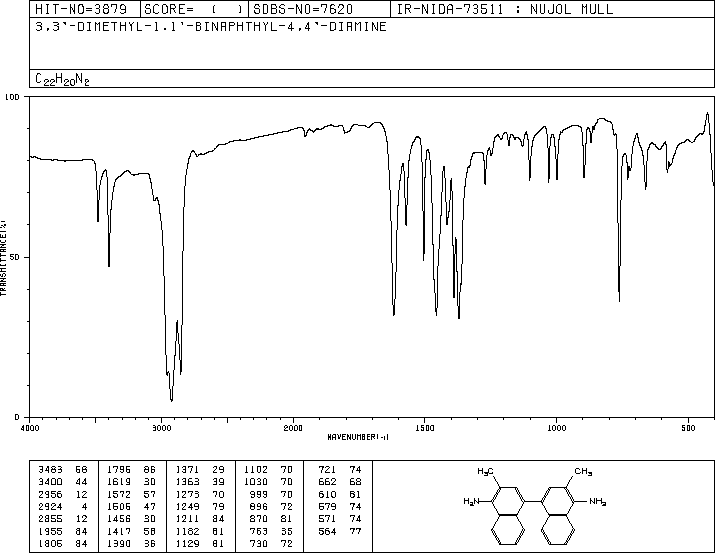 HIT-NO=3879 SCORE= ( ) SDBS-NO=7620 IR-NIDA-73511 : NUJOL MULL
3,3'-DIMETHYL-1,1'-BINAPHTHYL-4,4'-DIAMINE
C22H20N2
100
50
0
TRANSMITTANCE(%)
4000 3000 2000 1500 1000 500
WAVENUMBER(-1)
3483 68 1796 86 1371 29 1102 70 721 74
3400 44 1619 30 1363 39 1030 70 662 68
2956 12 1572 57 1273 70 999 70 610 81
2924 4 1506 47 1249 79 896 72 579 74
2855 12 1456 30 1211 84 870 81 571 74
1955 84 1417 58 1182 81 763 35 564 77
1806 84 1390 36 1129 81 730 72
H3C CH3
H2N NH2